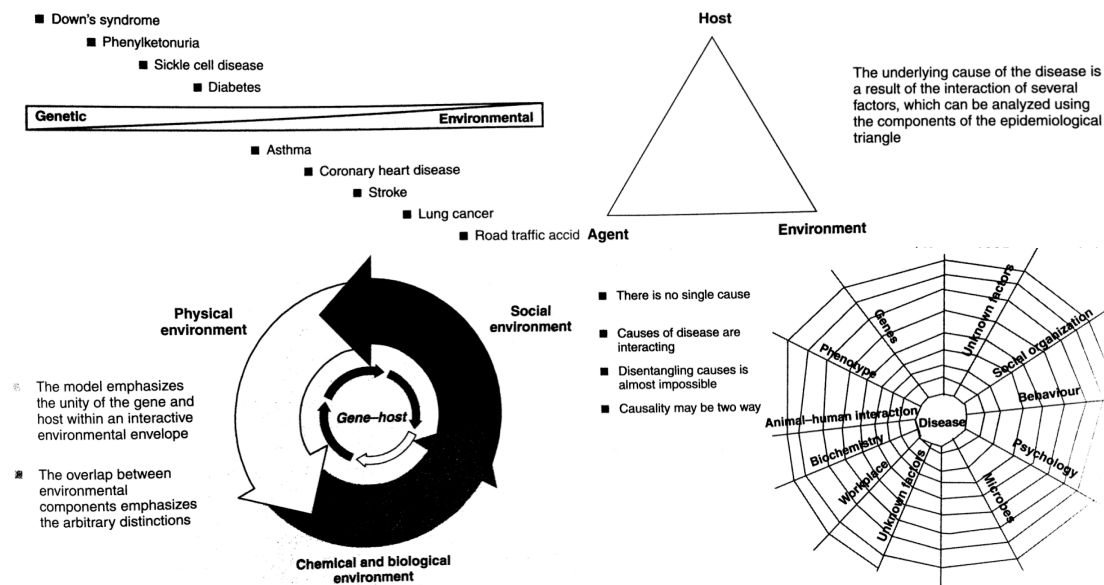 Down's syndrome
Phenylketonuria
Sickle cell disease
Diabetes
Genetic
Environmental
Asthma
Coronary heart disease
Stroke
Lung cancer
Road traffic accid
Host
Agent
Environment
The underlying cause of the disease is
a result of the interaction of several
factors, which can be analyzed using
the components of the epidemiological
triangle
Physical
environment
Social
environment
Gene–host
Chemical and biological
environment
The model emphasizes
the unity of the gene and
host within an interactive
environmental envelope
The overlap between
environmental
components emphasizes
the arbitrary distinctions
There is no single cause
Causes of disease are
interacting
Disentangling causes is
almost impossible
Causality may be two way
Genes
Unknown factors
Social organization
Phenotype
Behaviour
Animal–human interaction
Disease
Biochemistry
Psychology
Workplace
Unknown factors
Microbes